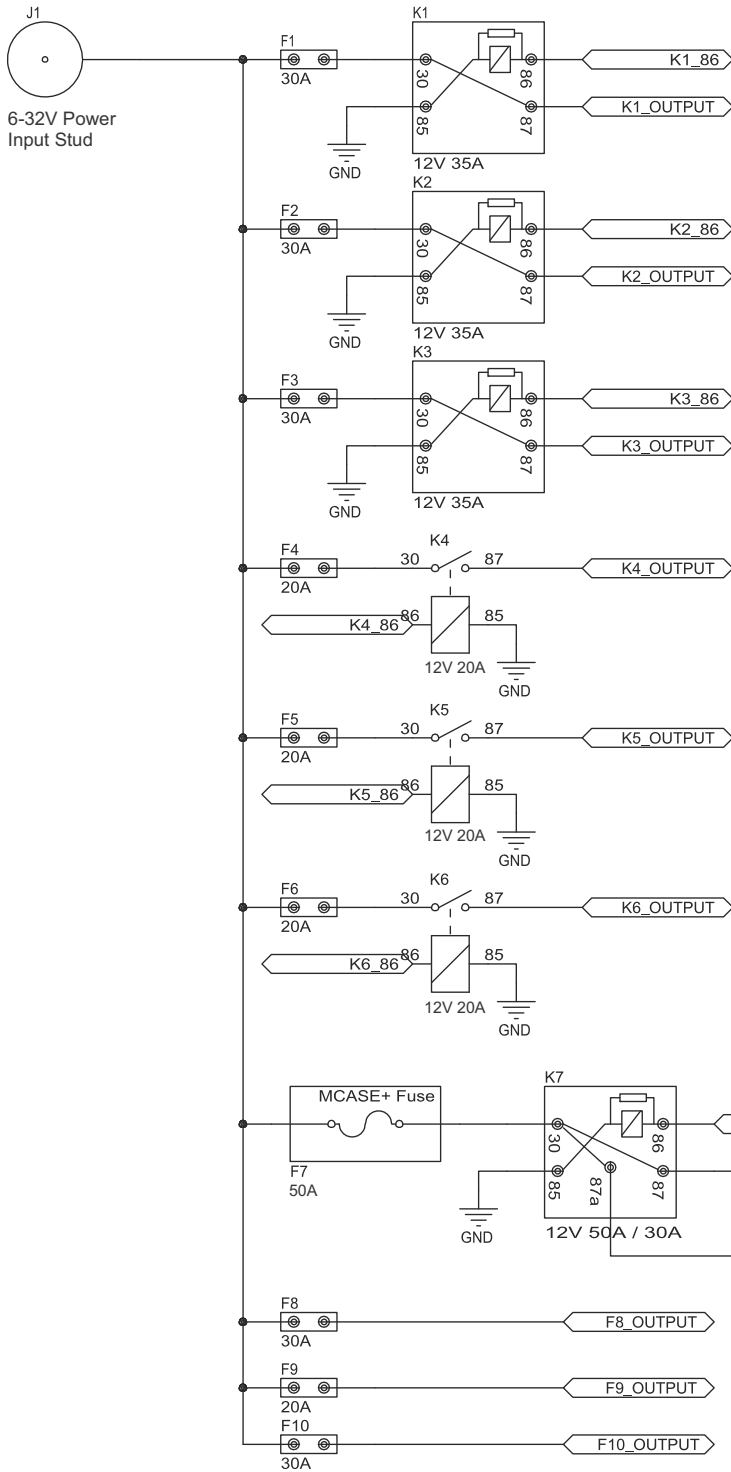 J1
6-32V Power
Input Stud
F1
30A
K1
30
86
85
87
GND
12V 35A
K1_86
K1_OUTPUT
F2
30A
K2
30
86
85
87
GND
12V 35A
K2_86
K2_OUTPUT
F3
30A
K3
30
86
85
87
GND
12V 35A
K3_86
K3_OUTPUT
F4
20A
K4
30
87
K4_OUTPUT
K4_86
86
85
12V 20A
GND
F5
20A
K5
30
87
K5_OUTPUT
K5_86
86
85
12V 20A
GND
F6
20A
K6
30
87
K6_OUTPUT
K6_86
86
85
12V 20A
GND
MCASE+ Fuse
F7
50A
K7
30
86
85
87a
87
GND
12V 50A / 30A
F8
30A
F8_OUTPUT
F9
20A
F9_OUTPUT
F10
30A
F10_OUTPUT